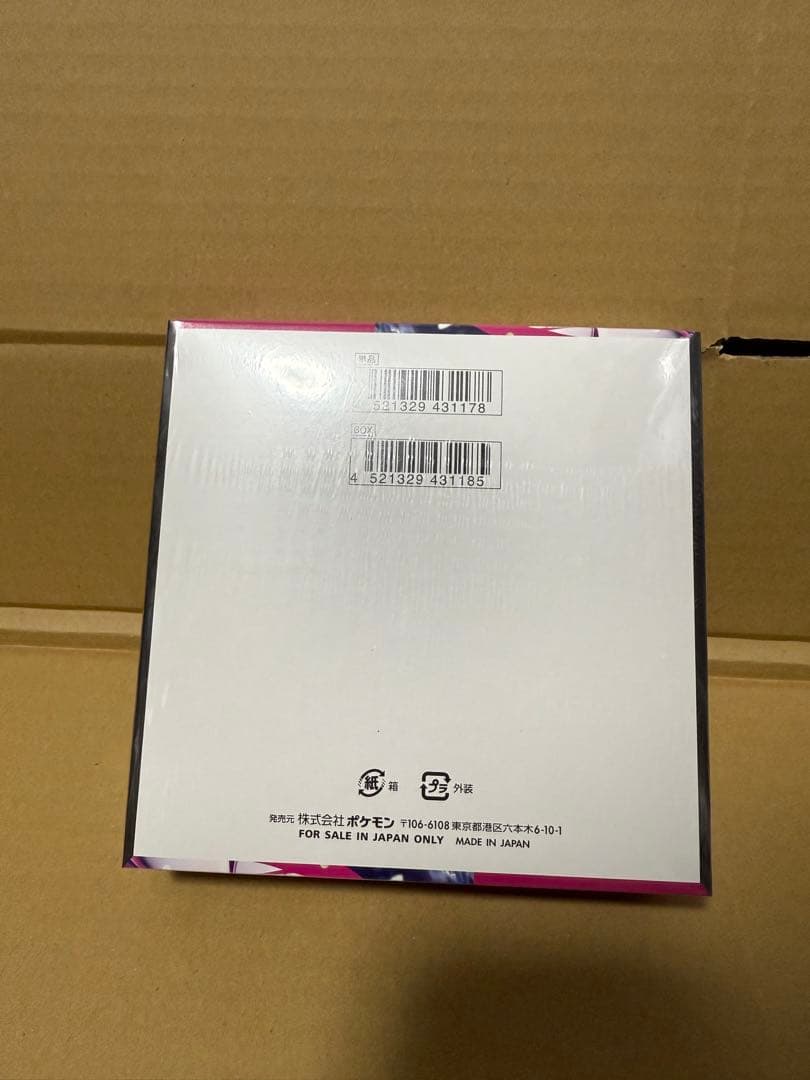 単品
521329 431178
BOX
4 521329 431185
紙 箱
プラ 外装
発売元 株式会社ポケモン 〒106-6108 東京都港区六本木6-10-1
FOR SALE IN JAPAN ONLY MADE IN JAPAN